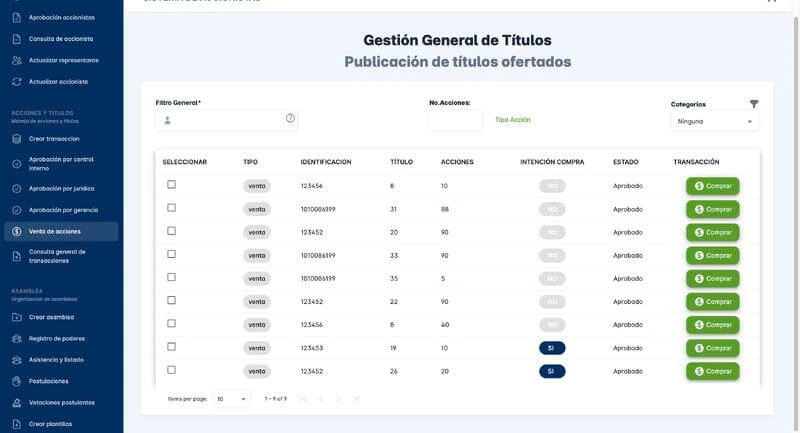 Aprobación accionistas
Consulta de accionista
Actualizar representante
Actualizar accionista
ACCIONES Y TITULOS
Manejo de acciones y titulos
Crear transaccion
Aprobación por control
interno
Aprobación por juridica
Aprobación por gerencia
Venta de acciones
Consulta general de
transacciones
ASAMBLEA
Organizacion de asambleas
Crear asamblea
Registro de poderes
Asistencia y listado
Postulaciones
Votaciones postulantes
Crear plantillas
Gestión General de Títulos
Publicación de títulos ofertados
Filtro General*
No.Acciones:
Tipo Acción
Categorias
Ninguna
SELECCIONAR TIPO IDENTIFICACION TÍTULO ACCIONES INTENCIÓN COMPRA ESTADO TRANSACCIÓN
venta 123456 8 10 NO Aprobado Comprar
venta 1010086199 31 88 NO Aprobado Comprar
venta 123452 20 90 NO Aprobado Comprar
venta 1010086199 33 90 NO Aprobado Comprar
venta 1010086199 35 5 NO Aprobado Comprar
venta 123452 22 90 NO Aprobado Comprar
venta 123456 8 40 NO Aprobado Comprar
venta 123453 19 10 SI Aprobado Comprar
venta 123452 26 20 SI Aprobado Comprar
Items per page: 10 1 – 9 of 9